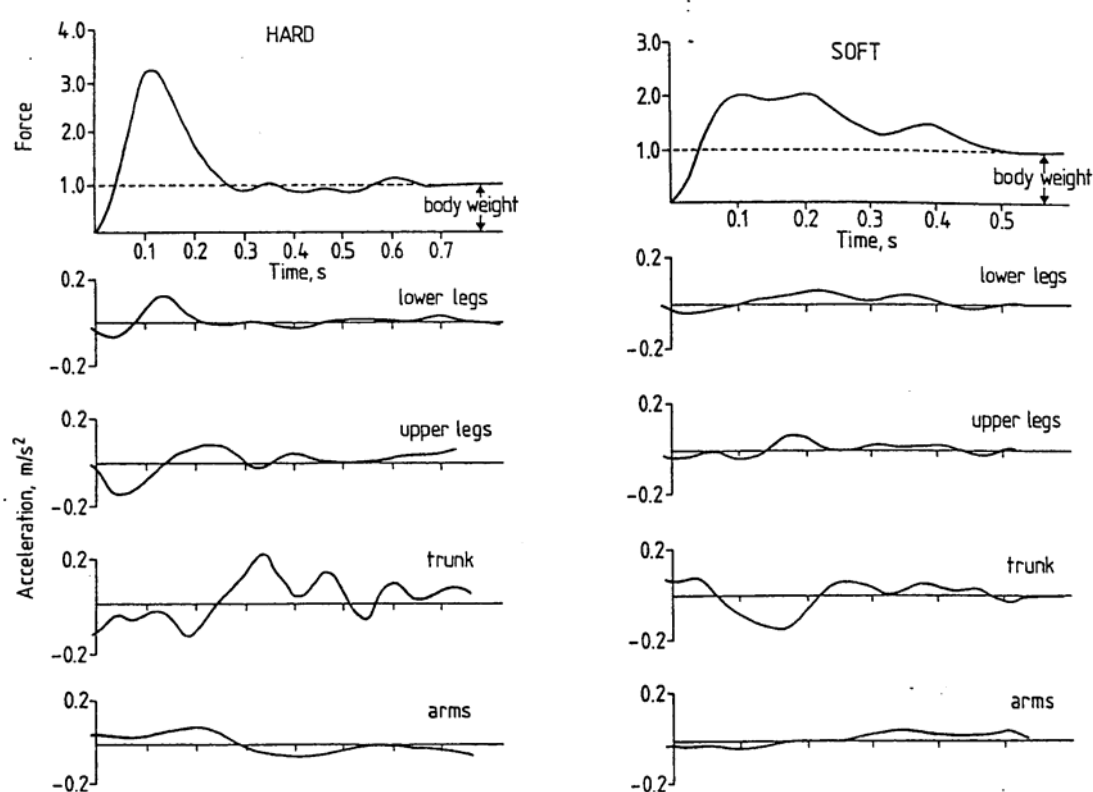 HARD
Force
4.0
3.0
2.0
1.0
body weight
0.1 0.2 0.3 0.4 0.5 0.6 0.7
Time, s
SOFT
3.0
2.0
1.0
body weight
0.1 0.2 0.3 0.4 0.5
Time, s
Acceleration, m/s²
0.2
lower legs
-0.2
0.2
lower legs
-0.2
0.2
upper legs
-0.2
0.2
upper legs
-0.2
0.2
trunk
-0.2
0.2
trunk
-0.2
0.2
arms
-0.2
0.2
arms
-0.2